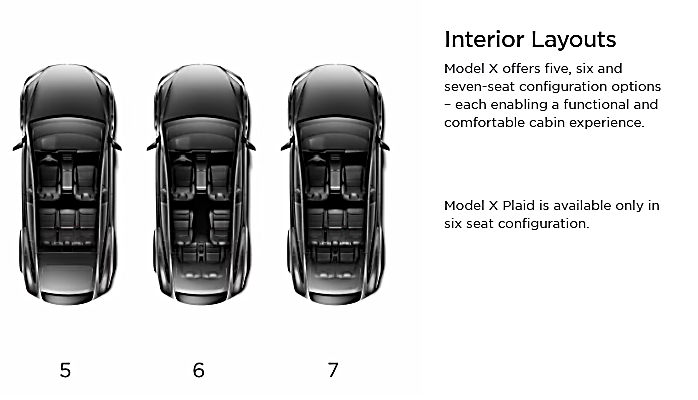 Interior Layouts
Model X offers five, six and
seven-seat configuration options
– each enabling a functional and
comfortable cabin experience.
Model X Plaid is available only in
six seat configuration.
5
6
7